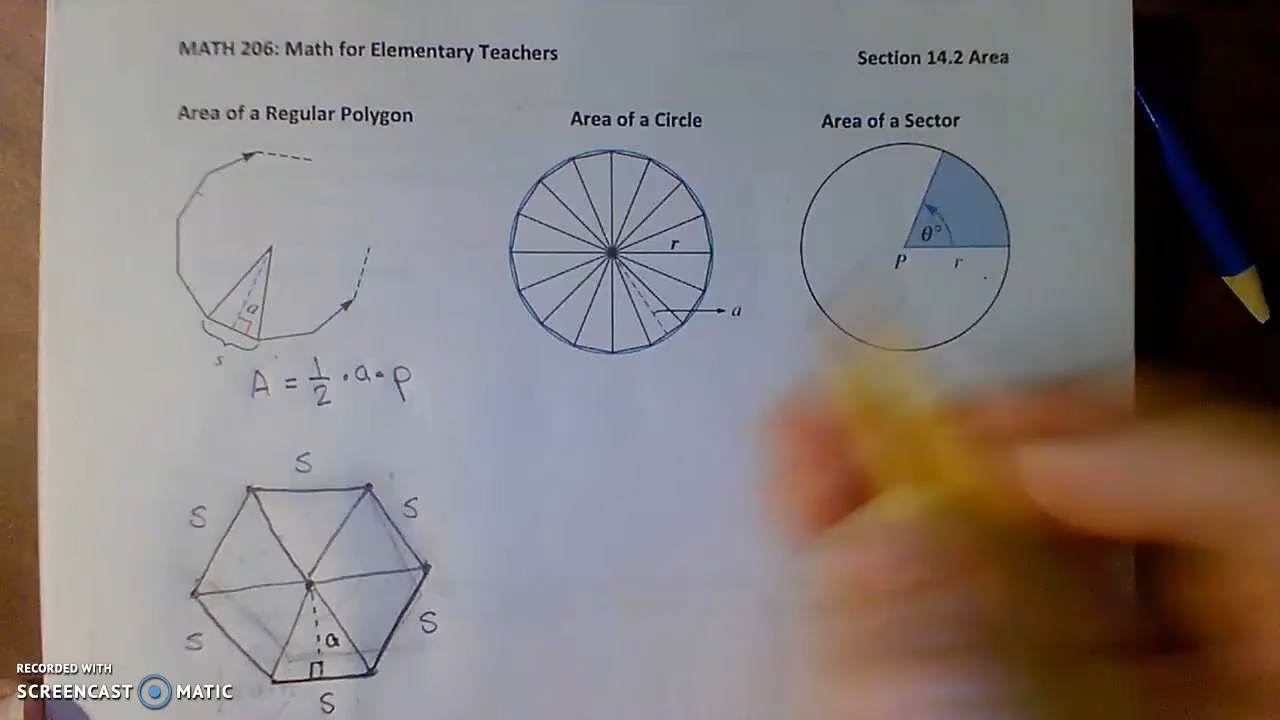 MATH 206: Math for Elementary Teachers
Section 14.2 Area
Area of a Regular Polygon
Area of a Circle
Area of a Sector
r
a
θ°
P
r
a
s
A = 1/2 · a · p
S
S
S
S
S
a
S
RECORDED WITH
SCREENCAST O MATIC